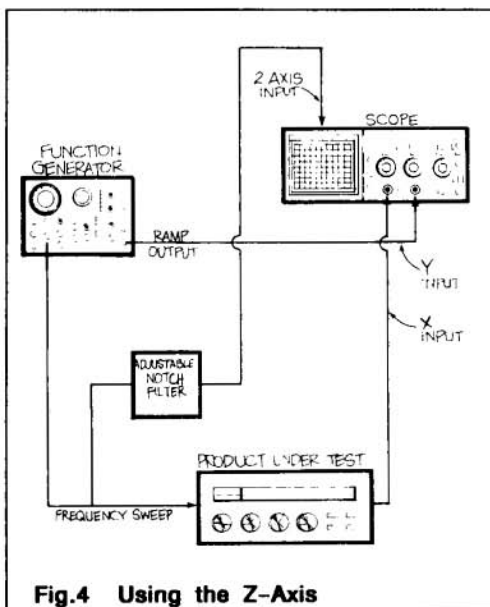 Z AXIS
INPUT
SCOPE
FUNCTION
GENERATOR
RAMP
OUTPUT
Y
INPUT
X
INPUT
ADJUSTABLE
NOTCH
FILTER
PRODUCT UNDER TEST
FREQUENCY SWEEP
Fig.4 Using the Z-Axis